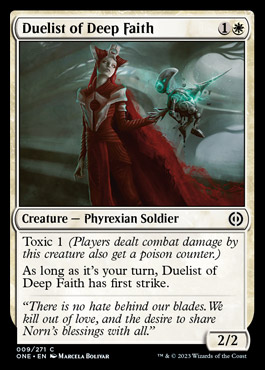 Duelist of Deep Faith 1
Creature — Phyrexian Soldier
Toxic 1 (Players dealt combat damage by
this creature also get a poison counter.)
As long as it's your turn, Duelist of
Deep Faith has first strike.
"There is no hate behind our blades. We
kill out of love, and the desire to share
Norn's blessings with all."
2/2
009/271 C
ONE • EN Marcela Bolivar
™ & © 2023 Wizards of the Coast